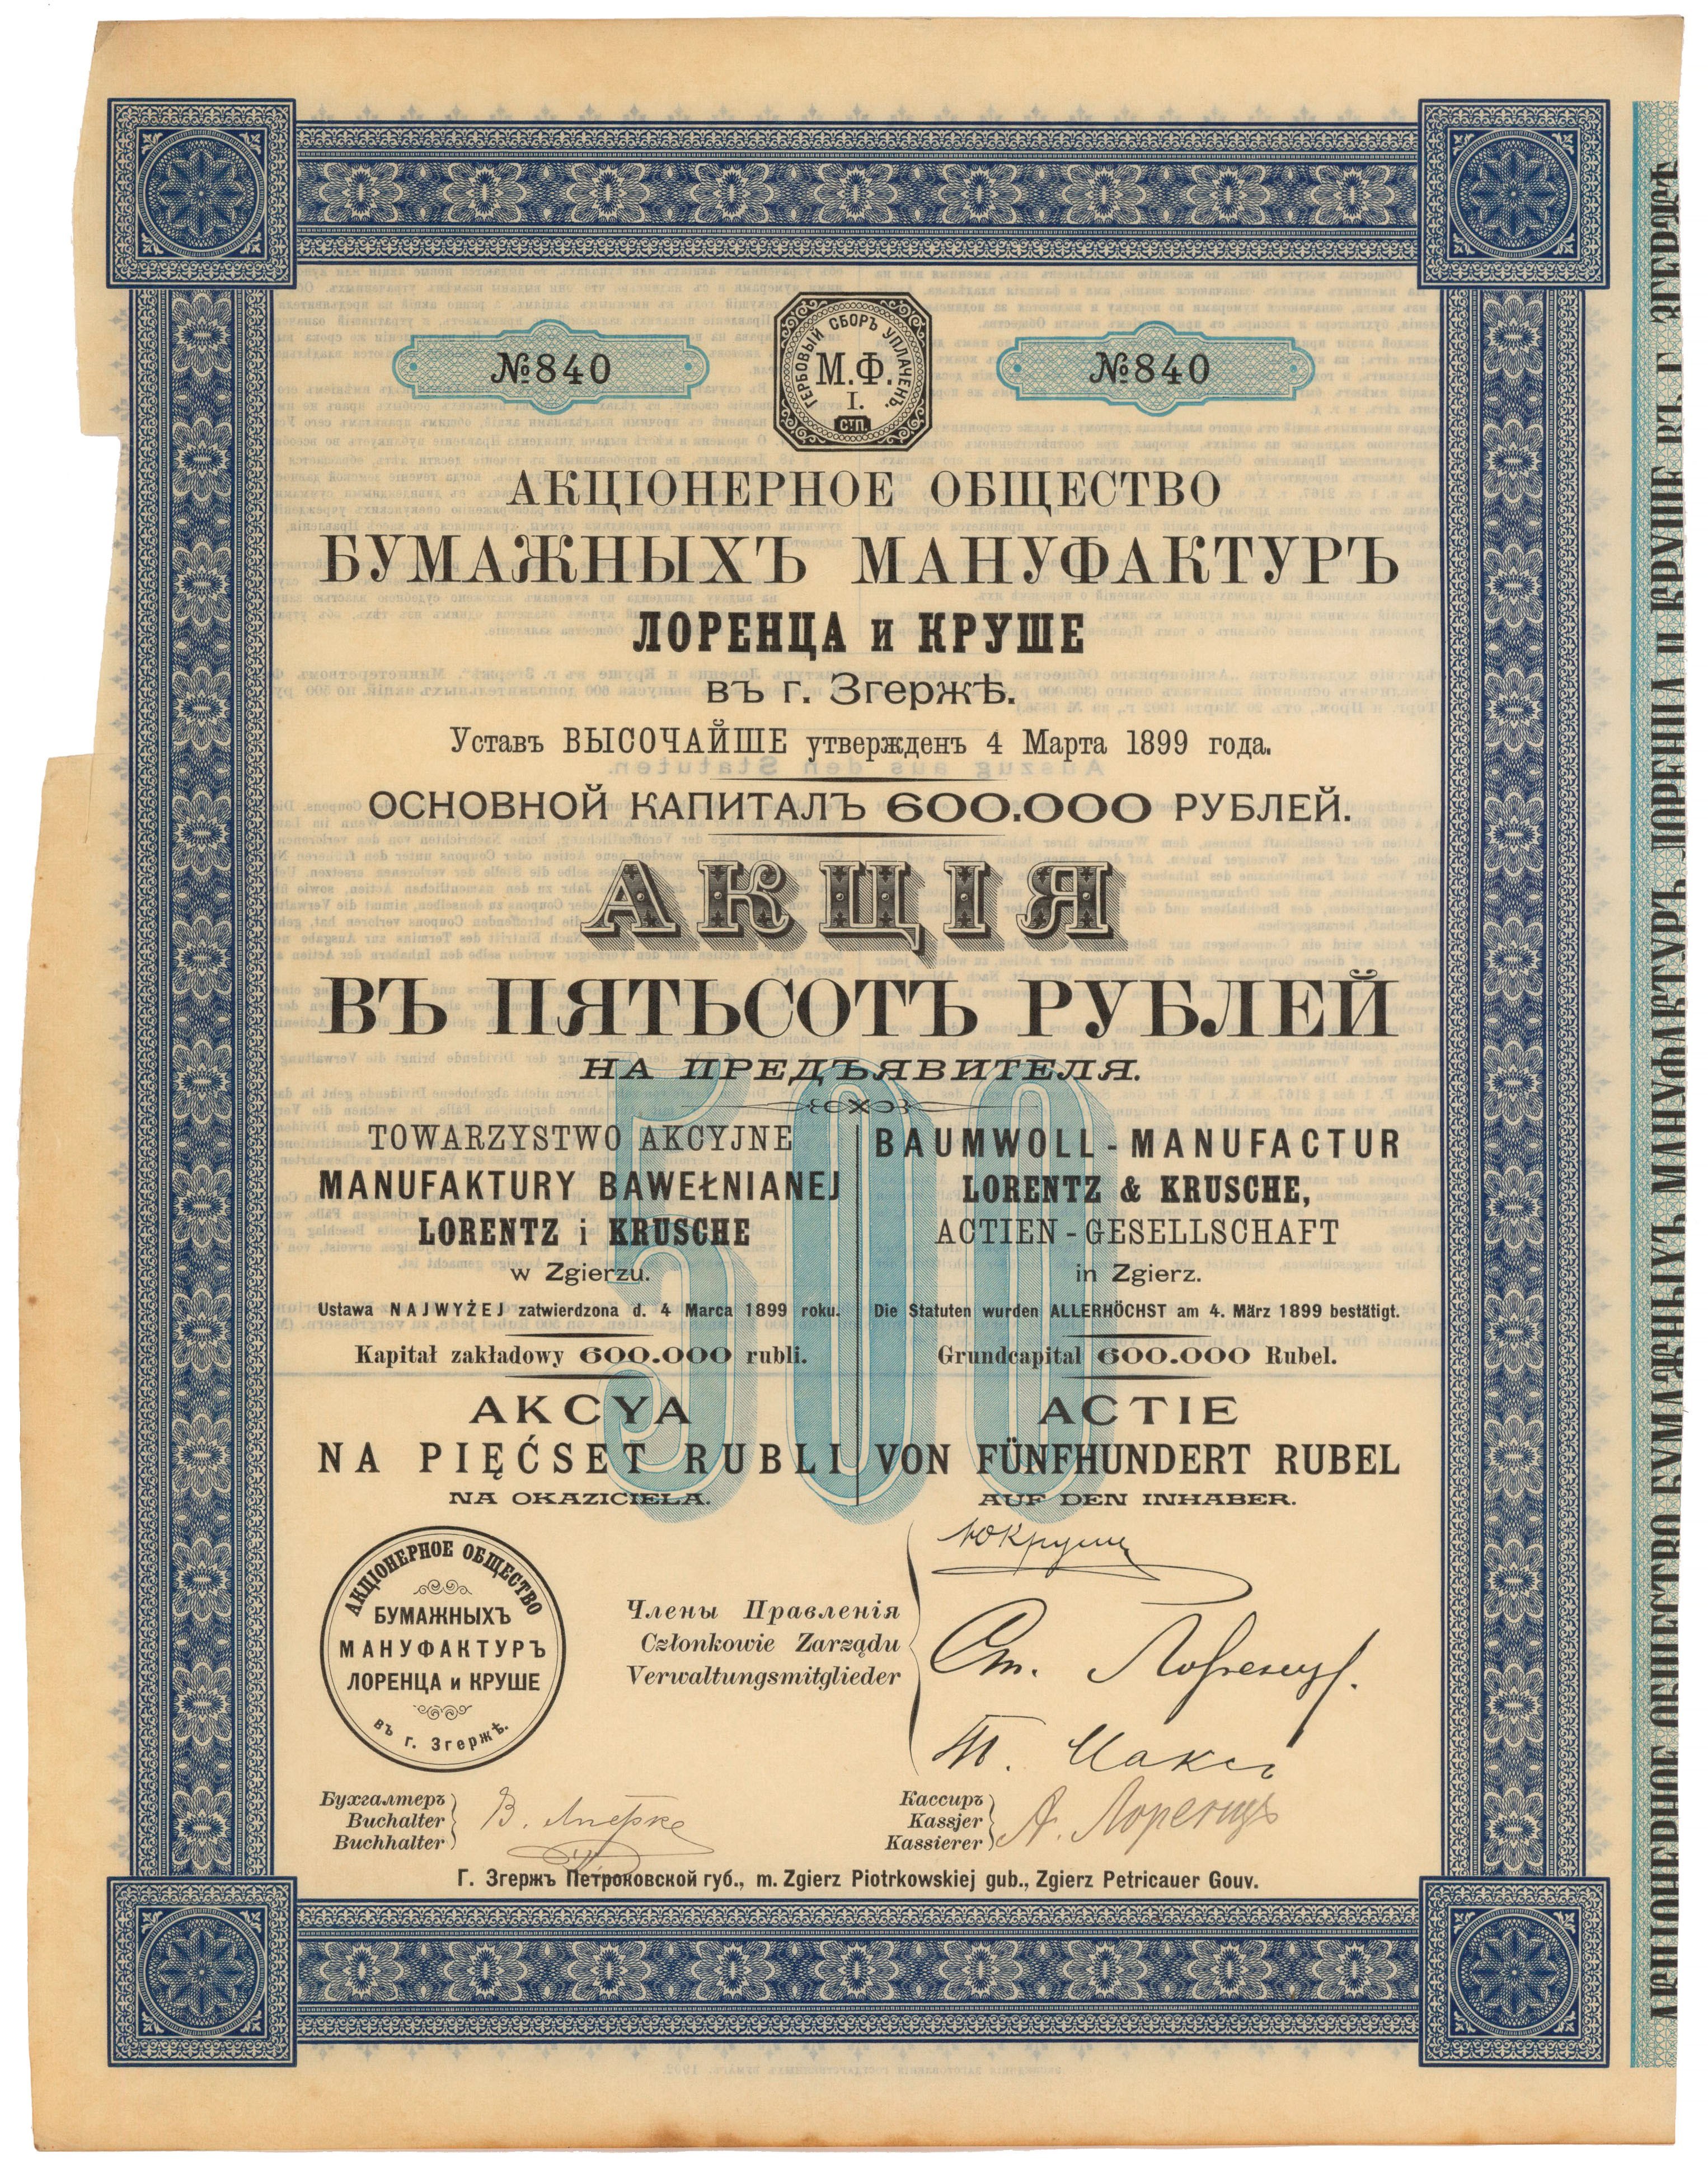 №840
ГЕРБОВЫЙ СБОРЪ УПЛАЧЕНЪ.
М.Ф.
I.
СТП.
№840
АКЦІОНЕРНОЕ ОБЩЕСТВО
БУМАЖНЫХЪ МАНУФАКТУРЪ
ЛОРЕНЦА и КРУШЕ
въ г. Згержѣ.
Уставъ ВЫСОЧАЙШЕ утвержденъ 4 Марта 1899 года.
ОСНОВНОЙ КАПИТАЛЪ 600.000 РУБЛЕЙ.
АКЦІЯ
ВЪ ПЯТЬСОТЪ РУБЛЕЙ
НА ПРЕДЪЯВИТЕЛЯ.
500
TOWARZYSTWO AKCYJNE
MANUFAKTURY BAWEŁNIANEJ
LORENTZ i KRUSCHE
w Zgierzu.
Ustawa NAJWYŻEJ zatwierdzona d. 4 Marca 1899 roku.
Kapitał zakładowy 600.000 rubli.
AKCYA
NA PIĘĆSET RUBLI
NA OKAZICIELA.
BAUMWOLL-MANUFACTUR
LORENTZ & KRUSCHE,
ACTIEN-GESELLSCHAFT
in Zgierz.
Die Statuten wurden ALLERHÖCHST am 4. März 1899 bestätigt.
Grundcapital 600.000 Rubel.
ACTIE
VON FÜNFHUNDERT RUBEL
AUF DEN INHABER.
АКЦІОНЕРНОЕ ОБЩЕСТВО
БУМАЖНЫХЪ
МАНУФАКТУРЪ
ЛОРЕНЦА и КРУШЕ
въ г. Згержѣ.
Члены Правленія
Członkowie Zarządu
Verwaltungsmitglieder
Ю Круше
Ст. Лоренцъ.
Бухгалтеръ
Buchalter
Buchhalter
Кассиръ
Kassjer
Kassierer
А. Лоренцъ
Г. Згержъ Петроковской губ., m. Zgierz Piotrkowskiej gub., Zgierz Petricauer Gouv.
АКЦІОНЕРНОЕ ОБЩЕСТВО БУМАЖНЫХЪ МАНУФАКТУРЪ ЛОРЕНЦА И КРУШЕ ВЪ Г. ЗГЕРЖѢ